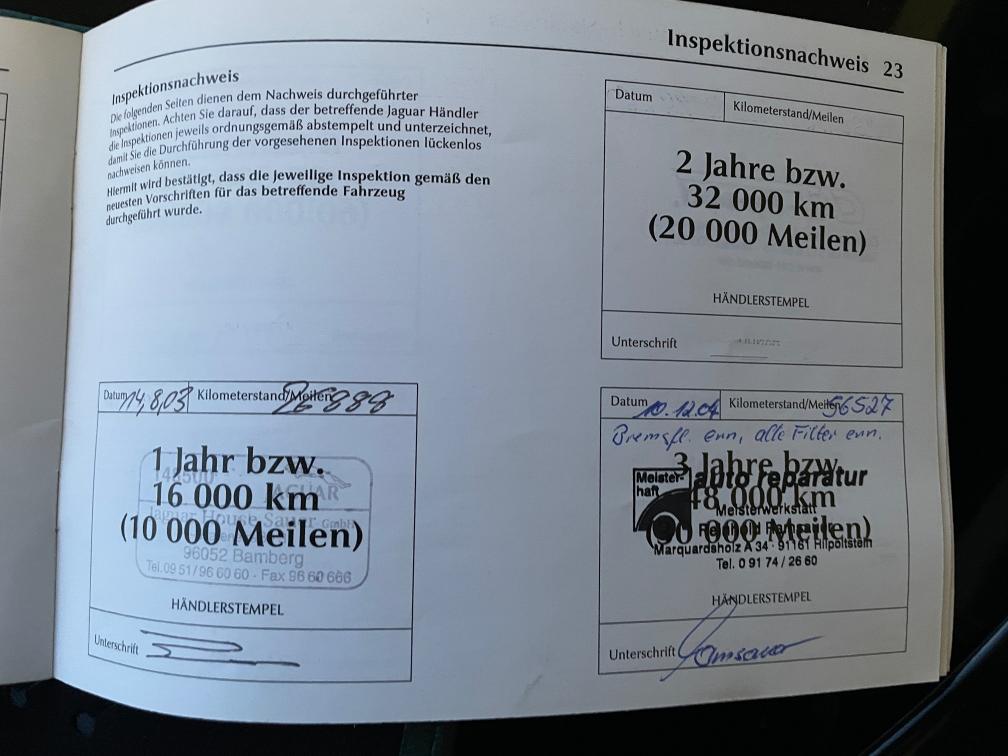 Inspektionsnachweis 23
Inspektionsnachweis
Die folgenden Seiten dienen dem Nachweis durchgeführter
Inspektionen. Achten Sie darauf, dass der betreffende Jaguar Händler
die Inspektionen jeweils ordnungsgemäß abstempelt und unterzeichnet,
damit Sie die Durchführung der vorgesehenen Inspektionen lückenlos
nachweisen können.
Hiermit wird bestätigt, dass die jeweilige Inspektion gemäß den
neuesten Vorschriften für das betreffende Fahrzeug
durchgeführt wurde.
Datum Kilometerstand/Meilen
2 Jahre bzw.
32 000 km
(20 000 Meilen)
HÄNDLERSTEMPEL
Unterschrift
Datum 14,8,03 Kilometerstand/Meilen 26888
1 Jahr bzw.
16 000 km
(10 000 Meilen)
JAGUAR
Jaguar House GmbH
96052 Bamberg
Tel. 09 51/96 60 60 - Fax 96 60 666
HÄNDLERSTEMPEL
Unterschrift
Datum 10.12.04 Kilometerstand/Meilen 56527
Bremsfl. ern, alle Filter ern.
3 Jahre bzw.
48 000 km
(30 000 Meilen)
Meister-
haft
auto reparatur
Meisterwerkstatt
Marquardsholz A 34 · 91161 Hilpoltstein
Tel. 0 91 74 / 26 60
HÄNDLERSTEMPEL
Unterschrift